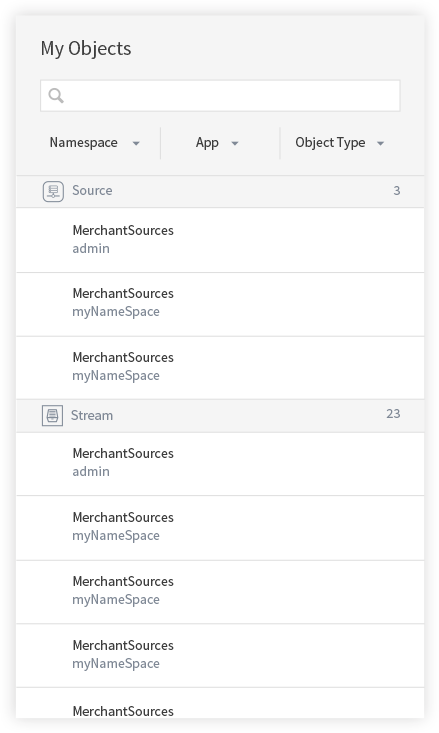 My Objects
Namespace App Object Type
Source 3
MerchantSources
admin
MerchantSources
myNameSpace
MerchantSources
myNameSpace
Stream 23
MerchantSources
admin
MerchantSources
myNameSpace
MerchantSources
myNameSpace
MerchantSources
myNameSpace
MerchantSources